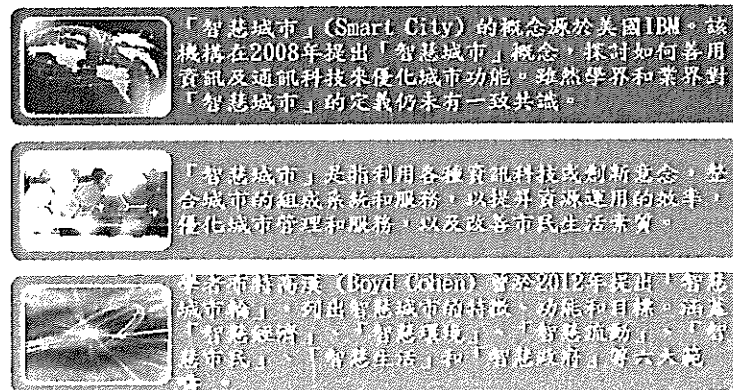 「智慧城市」(Smart City) 的概念源於美國IBM。該
機構在2008年提出「智慧城市」概念，探討如何善用
資訊及通訊科技來優化城市功能。雖然學界和業界對
「智慧城市」的定義仍未有一致共識。
「智慧城市」是指利用各種資訊科技或創新意念，整
合城市的組成系統和服務，以提昇資源運用的效率，
優化城市管理和服務，以及改善市民生活素質。
學者布特高漢 (Boyd Cohen) 曾於2012年提出「智慧
城市輪」，列出智慧城市的特徵、功能和目標。涵蓋
「智慧經濟」、「智慧環境」、「智慧流動」、「智
慧市民」、「智慧生活」和「智慧政府」等六大範